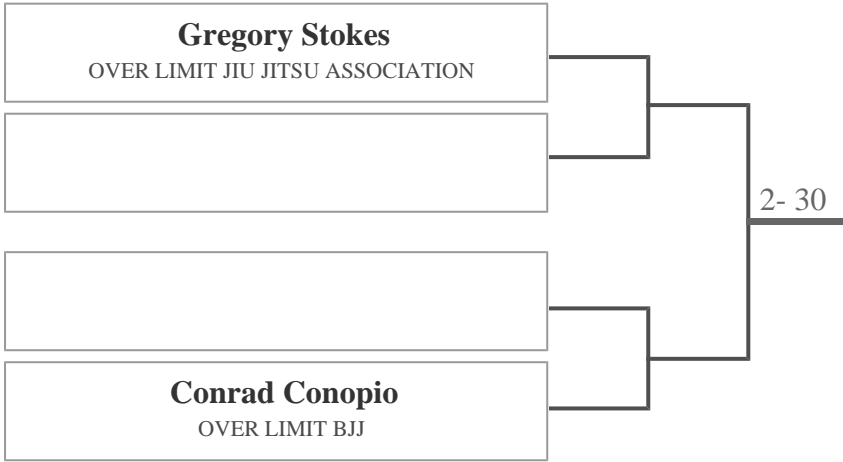 Gregory Stokes
OVER LIMIT JIU JITSU ASSOCIATION
2- 30
Conrad Conopio
OVER LIMIT BJJ